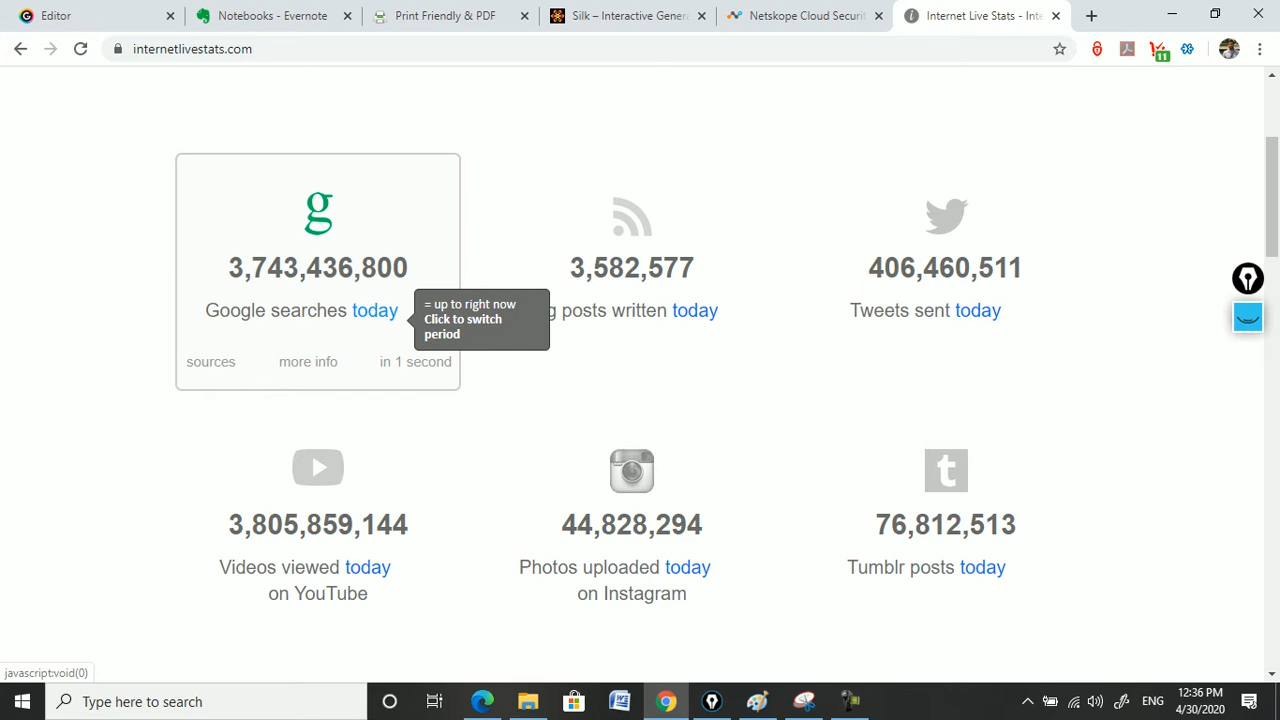 Editor
Notebooks - Evernote
Print Friendly & PDF
Silk – Interactive Genera
Netskope Cloud Securit
Internet Live Stats - Inte
internetlivestats.com
11
g
3,743,436,800
3,582,577
406,460,511
Google searches today
= up to right now
Click to switch
period
g posts written today
Tweets sent today
sources
more info
in 1 second
t
3,805,859,144
44,828,294
76,812,513
Videos viewed today
on YouTube
Photos uploaded today
on Instagram
Tumblr posts today
javascript:void(0)
Type here to search
ENG
12:36 PM
4/30/2020